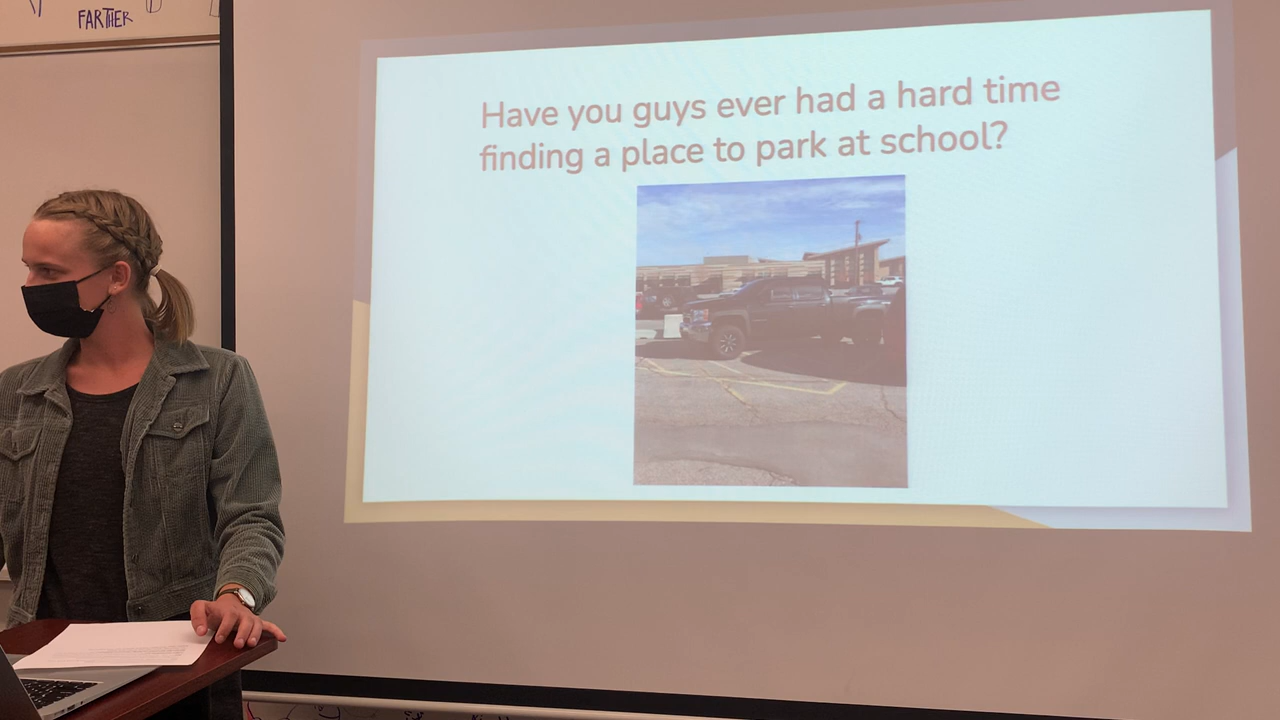 FARTHER
Have you guys ever had a hard time
finding a place to park at school?